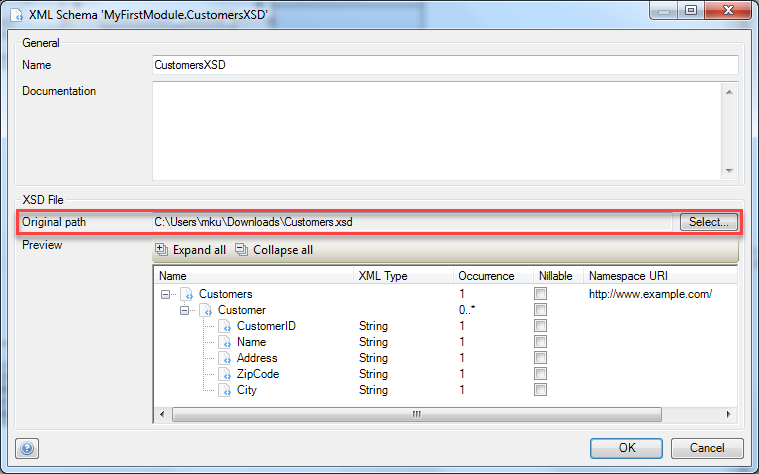 XML Schema 'MyFirstModule.CustomersXSD'
General
Name CustomersXSD
Documentation
XSD File
Original path C:\Users\mku\Downloads\Customers.xsd Select...
Preview Expand all Collapse all
Name XML Type Occurrence Nillable Namespace URI
Customers 1 http://www.example.com/
Customer 0..*
CustomerID String 1
Name String 1
Address String 1
ZipCode String 1
City String 1
OK Cancel